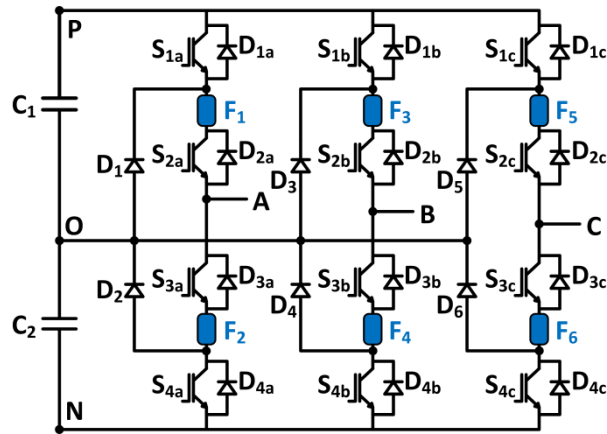 P
S1a D1a S1b D1b S1c D1c
C1 F1 F3 F5
D1 S2a D2a D3 S2b D2b D5 S2c D2c
A B C
O
D2 S3a D3a D4 S3b D3b D6 S3c D3c
C2 F2 F4 F6
S4a D4a S4b D4b S4c D4c
N